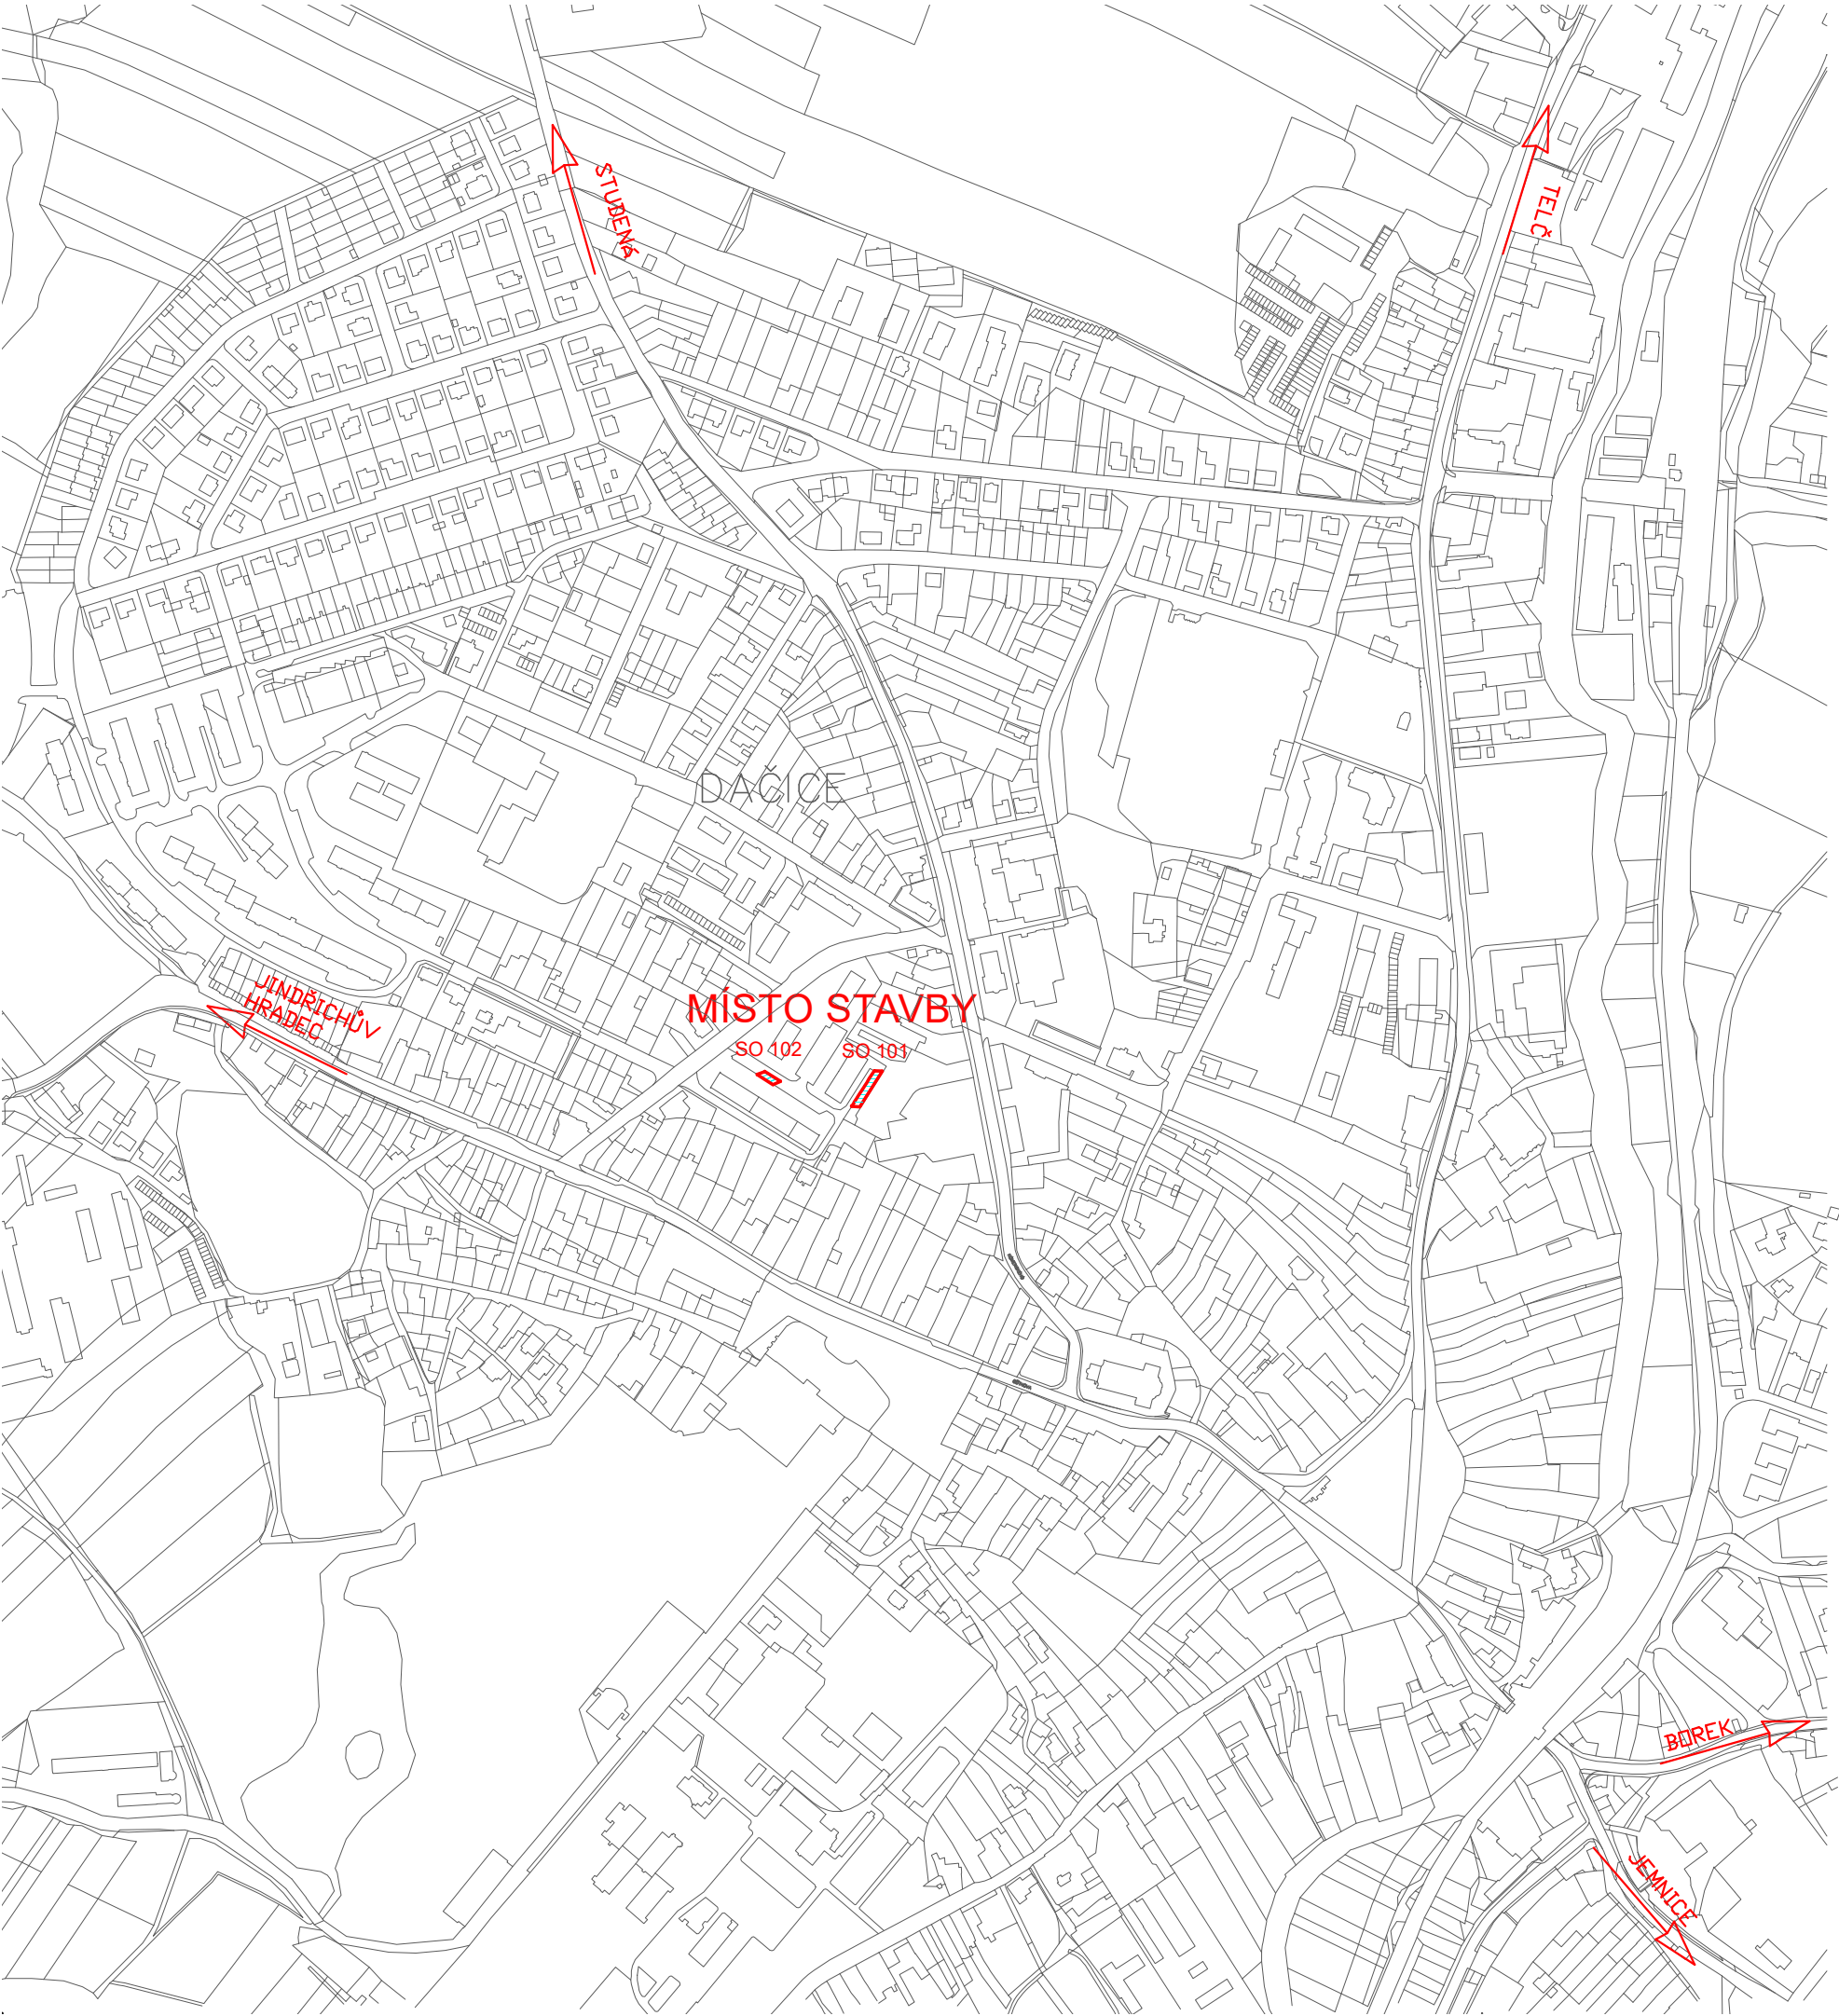 STUDENÁ
TELČ
DAČICE
JINDŘICHŮV
HRADEC
MÍSTO STAVBY
SO 102
SO 101
BOREK
JEMNICE